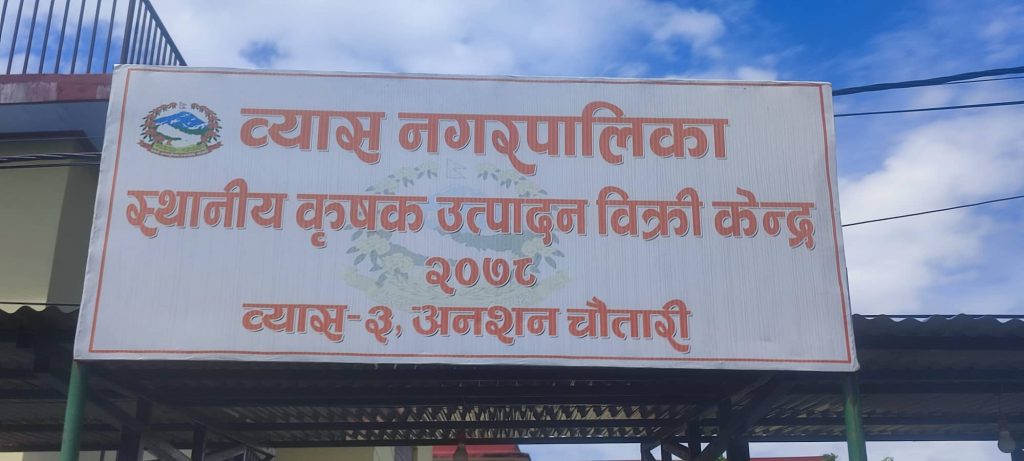 व्यास नगरपालिका
स्थानीय कृषक उत्पादन विक्री केन्द्र
२०७८
व्यास-३, अनशन चौतारी